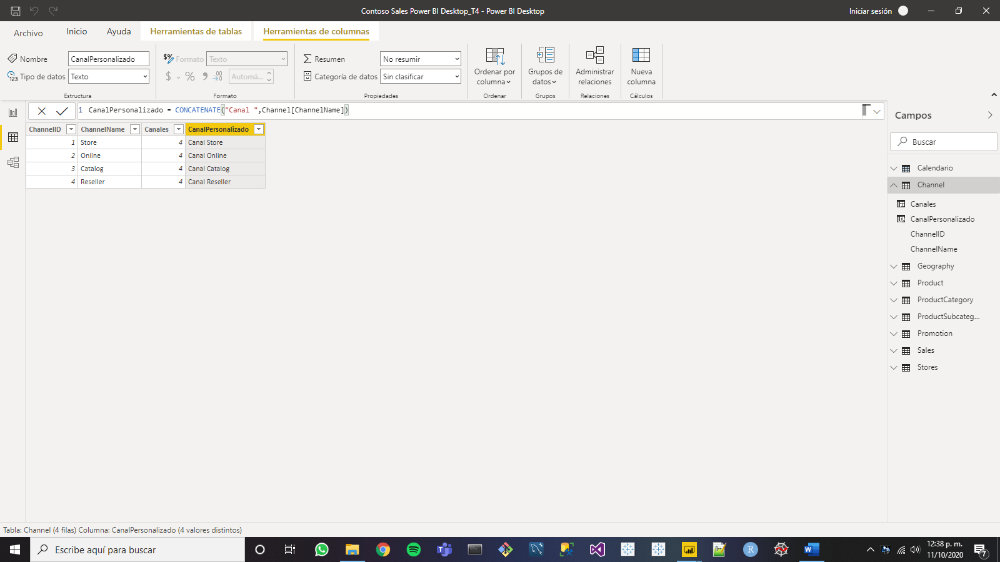 Contoso Sales Power BI Desktop_T4 - Power BI Desktop
Iniciar sesión
Archivo
Inicio
Ayuda
Herramientas de tablas
Herramientas de columnas
Nombre
CanalPersonalizado
Tipo de datos
Texto
Estructura
Formato
Texto
$
%
Automá...
Formato
Resumen
No resumir
Categoría de datos
Sin clasificar
Propiedades
Ordenar por
columna
Ordenar
Grupos de
datos
Grupos
Administrar
relaciones
Relaciones
Nueva
columna
Cálculos
1 CanalPersonalizado = CONCATENATE("Canal ",Channel[ChannelName])
ChannelID ChannelName Canales CanalPersonalizado
1 Store 4 Canal Store
2 Online 4 Canal Online
3 Catalog 4 Canal Catalog
4 Reseller 4 Canal Reseller
Campos
Buscar
Calendario
Channel
Canales
CanalPersonalizado
ChannelID
ChannelName
Geography
Product
ProductCategory
ProductSubcateg...
Promotion
Sales
Stores
Tabla: Channel (4 filas) Columna: CanalPersonalizado (4 valores distintos)
Escribe aquí para buscar
12:38 p. m.
11/10/2020
7